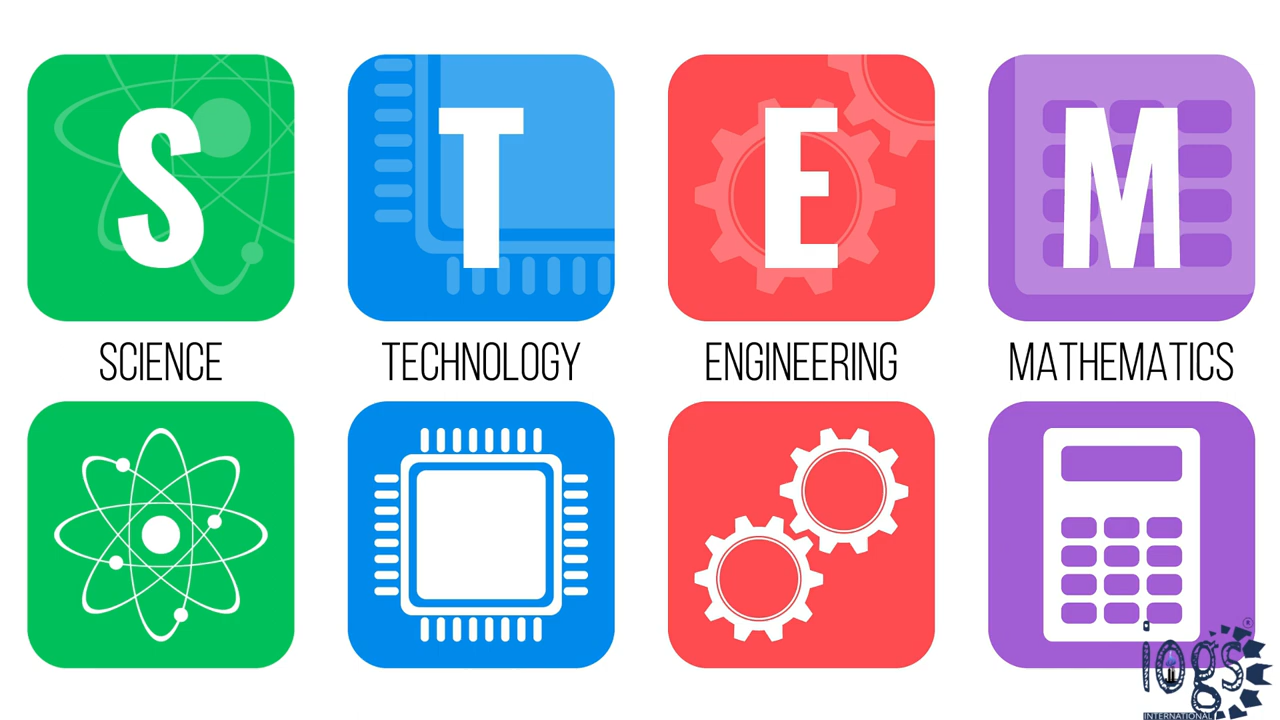 S T E M
SCIENCE TECHNOLOGY ENGINEERING MATHEMATICS
iogs
INTERNATIONAL